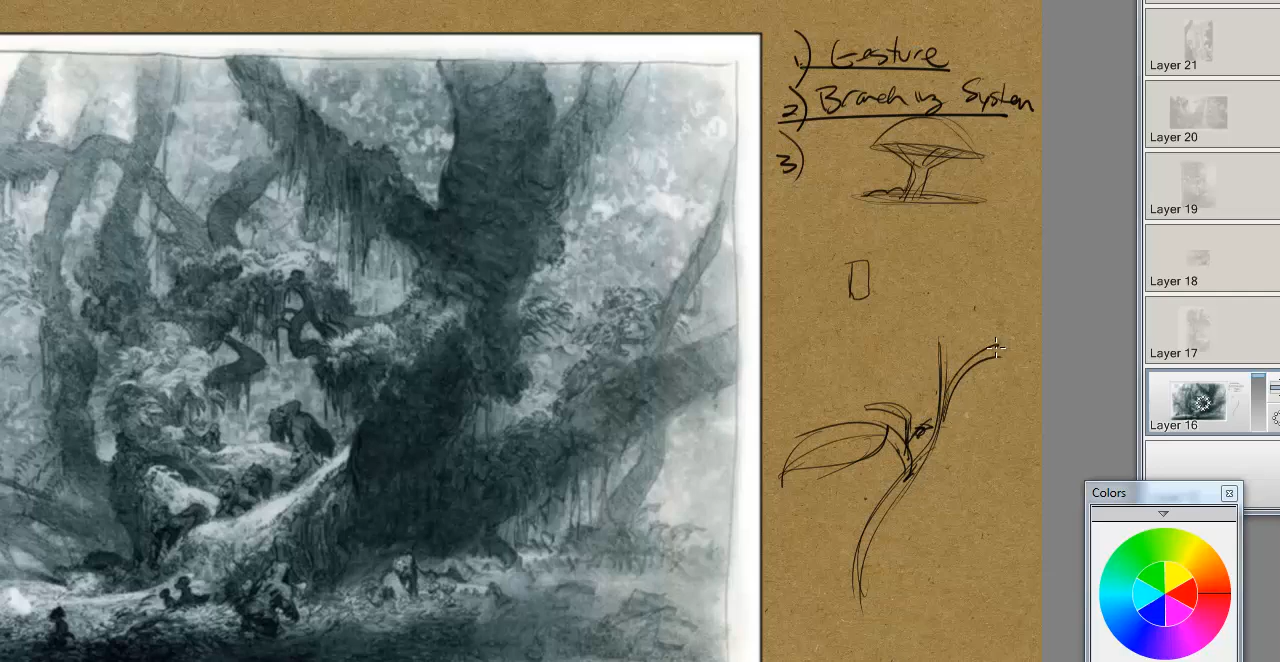 1.) Gesture
2) Branching System
3)
Layer 21
Layer 20
Layer 19
Layer 18
Layer 17
Layer 16
Colors